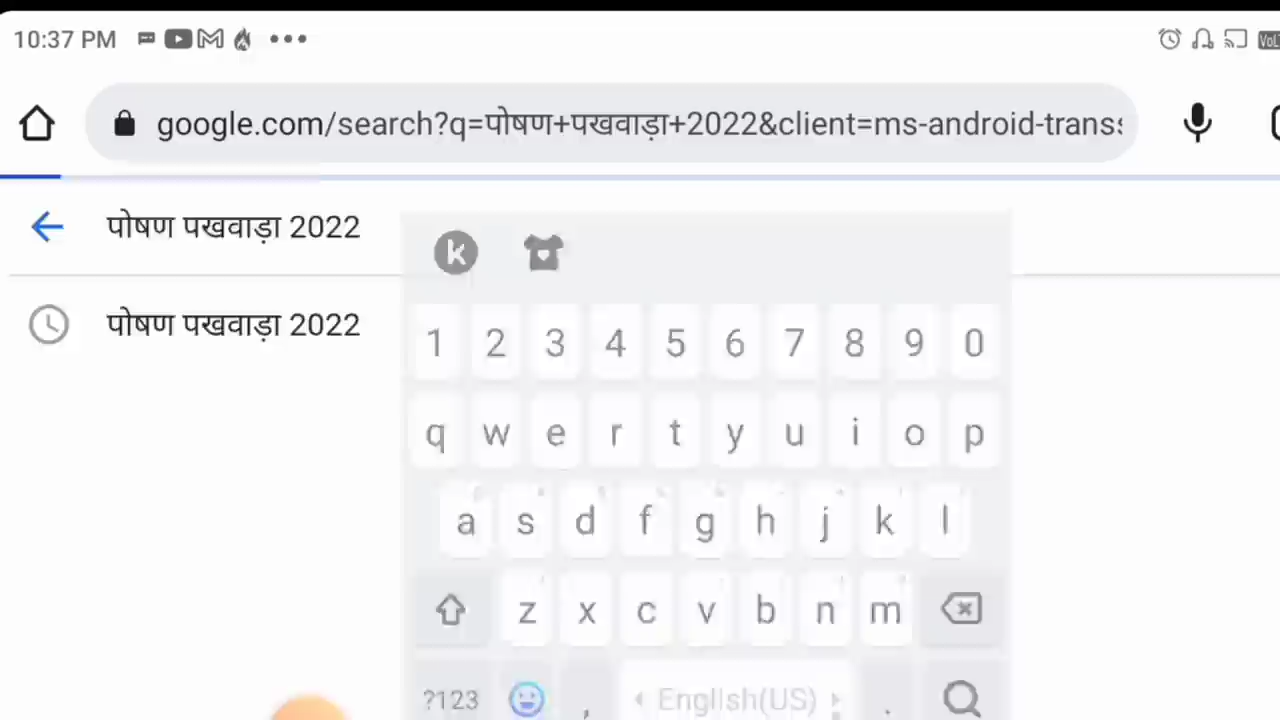 10:37 PM
google.com/search?q=पोषण+पखवाड़ा+2022&client=ms-android-trans
पोषण पखवाड़ा 2022
पोषण पखवाड़ा 2022
k
1 2 3 4 5 6 7 8 9 0
q w e r t y u i o p
a s d f g h j k l
z x c v b n m
?123 , English(US) .